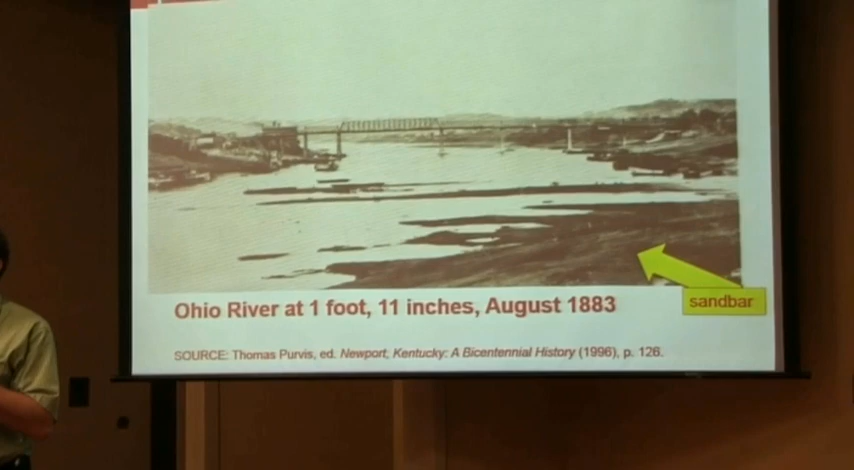 Ohio River at 1 foot, 11 inches, August 1883
sandbar
SOURCE: Thomas Purvis, ed. Newport, Kentucky: A Bicentennial History (1996), p. 126.